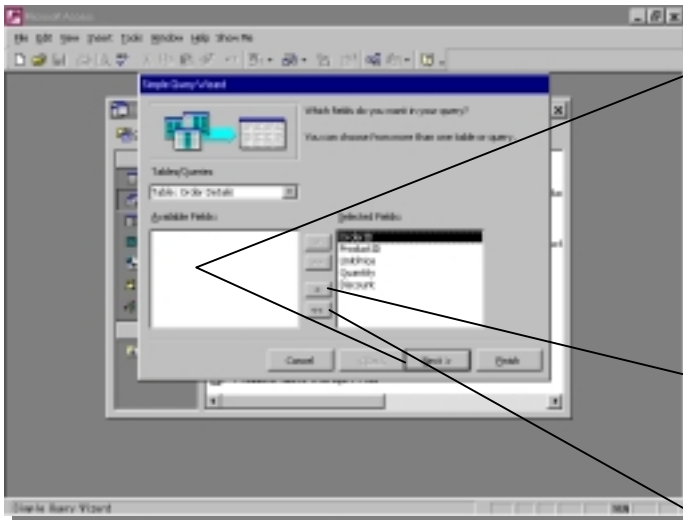 Microsoft Access
File Edit View Insert Tools Window Help Show Me
Simple Query Wizard
Which fields do you want in your query?
You can choose from more than one table or query.
Tables/Queries
Table: Order Details
Available Fields:
Selected Fields:
OrderID
ProductID
UnitPrice
Quantity
Discount
<
<<
Cancel
< Back
Next >
Finish
Simple Query Wizard
NUM